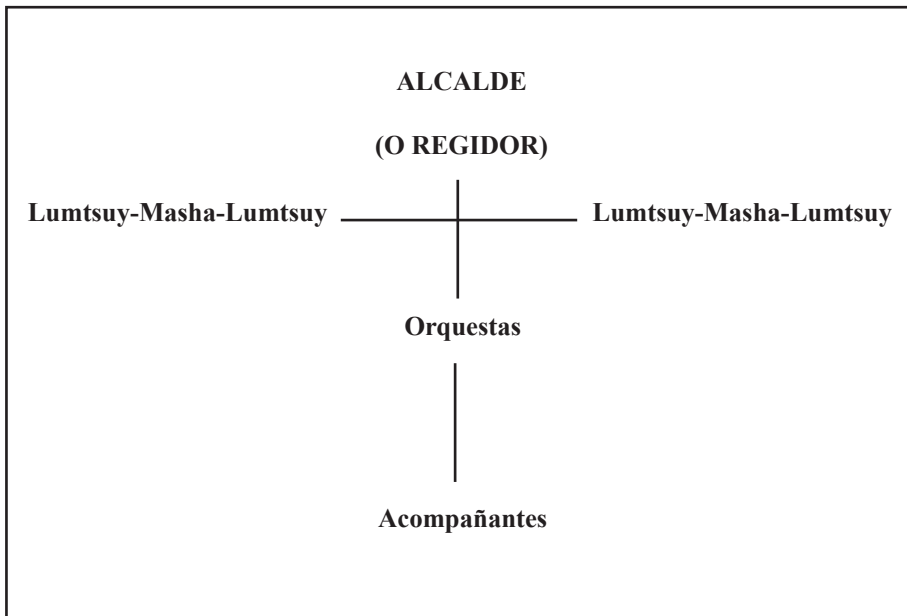 ALCALDE
(O REGIDOR)
Lumtsuy-Masha-Lumtsuy Lumtsuy-Masha-Lumtsuy
Orquestas
Acompañantes